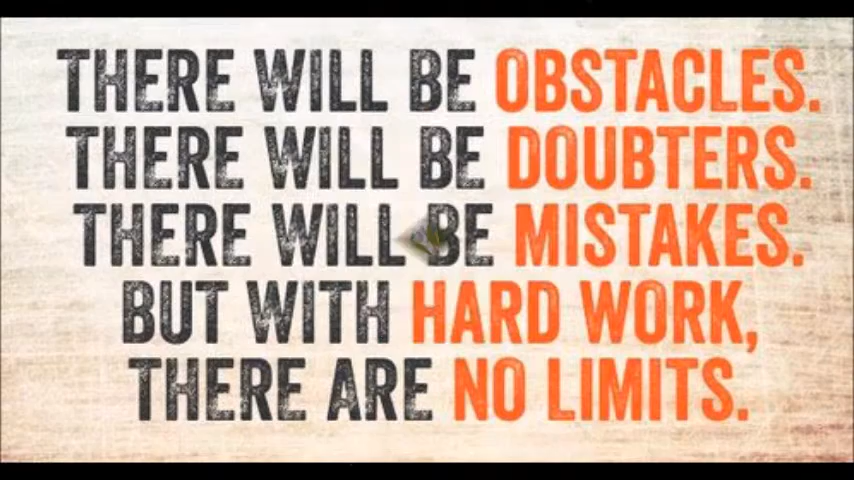 THERE WILL BE OBSTACLES.
THERE WILL BE DOUBTERS.
THERE WILL BE MISTAKES.
BUT WITH HARD WORK,
THERE ARE NO LIMITS.